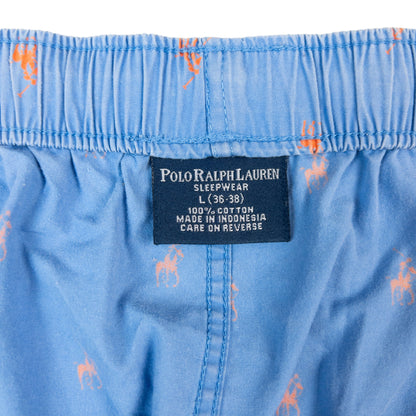 POLO RALPH LAUREN
SLEEPWEAR
L (36-38)
100% COTTON
MADE IN INDONESIA
CARE ON REVERSE